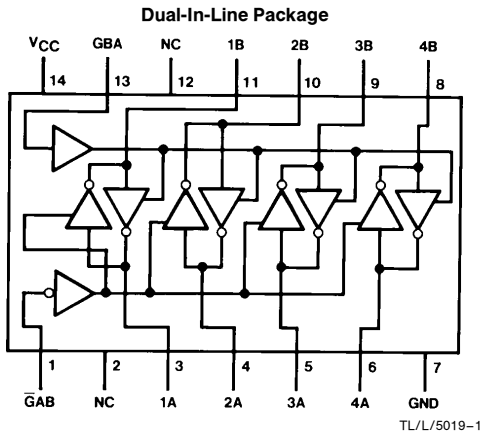 Dual-In-Line Package
VCC GBA NC 1B 2B 3B 4B
14 13 12 11 10 9 8
1 2 3 4 5 6 7
G̅AB NC 1A 2A 3A 4A GND
TL/L/5019–1